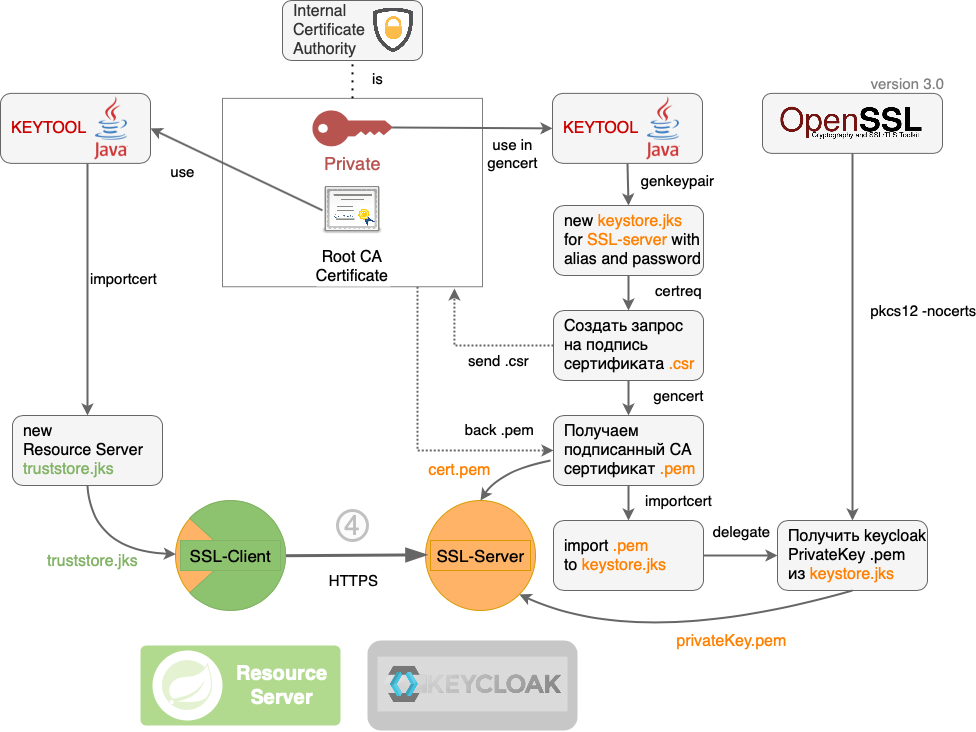 Internal
Certificate
Authority
is
version 3.0
KEYTOOL
Java
Private
use in
gencert
KEYTOOL
Java
OpenSSL
Cryptography and SSL/TLS Toolkit
use
genkeypair
Root CA
Certificate
new keystore.jks
for SSL-server with
alias and password
importcert
certreq
pkcs12 -nocerts
Создать запрос
на подпись
сертификата .csr
send .csr
gencert
new
Resource Server
truststore.jks
back .pem
Получаем
подписанный CA
сертификат .pem
cert.pem
importcert
truststore.jks
SSL-Client
4
HTTPS
SSL-Server
import .pem
to keystore.jks
delegate
Получить keycloak
PrivateKey .pem
из keystore.jks
privateKey.pem
Resource
Server
KEYCLOAK